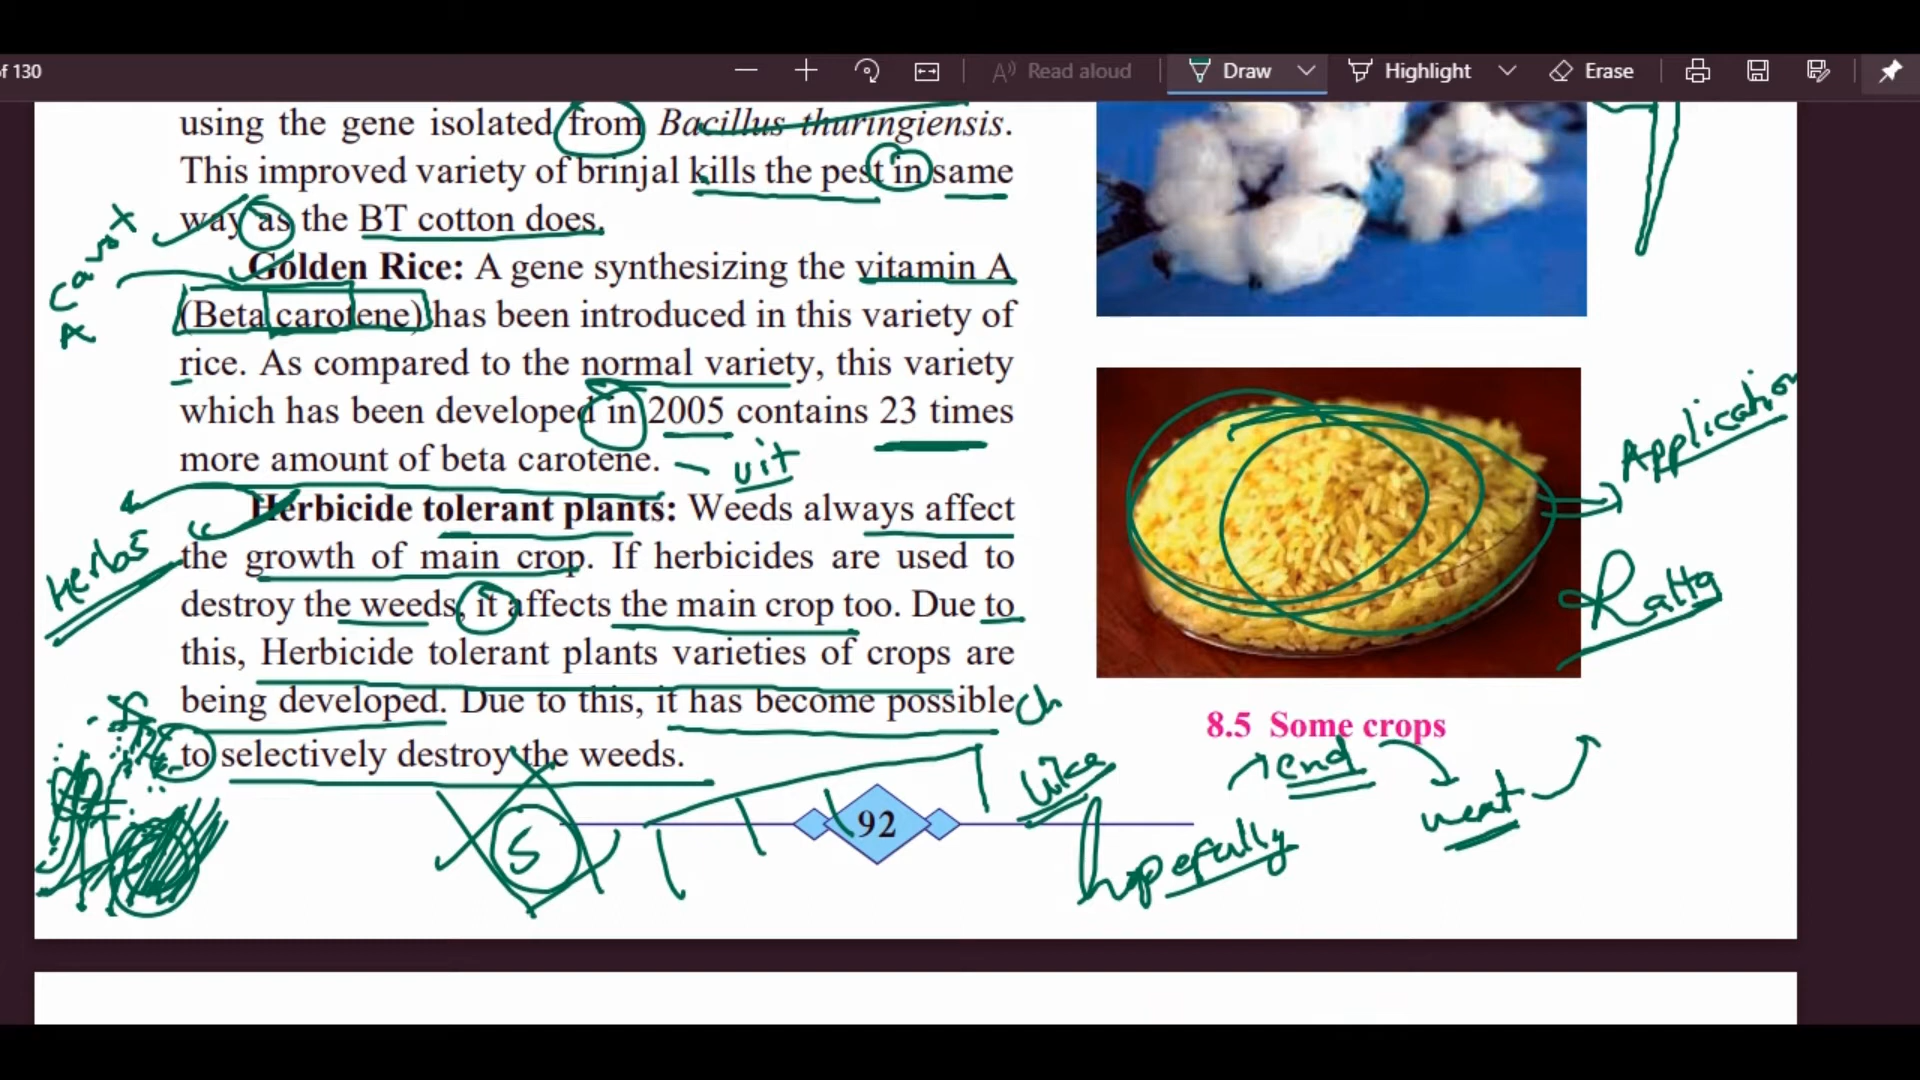 f 130
Read aloud
Draw
Highlight
Erase
using the gene isolated from Bacillus thuringiensis.
This improved variety of brinjal kills the pest in same
way as the BT cotton does.
Golden Rice: A gene synthesizing the vitamin A
(Beta carotene) has been introduced in this variety of
rice. As compared to the normal variety, this variety
which has been developed in 2005 contains 23 times
more amount of beta carotene.
Herbicide tolerant plants: Weeds always affect
the growth of main crop. If herbicides are used to
destroy the weeds, it affects the main crop too. Due to
this, Herbicide tolerant plants varieties of crops are
being developed. Due to this, it has become possible
to selectively destroy the weeds.
carrot
A
vit
Herbs
ch
5
Like
Application
Ratta
8.5 Some crops
end
next
hopefully
92